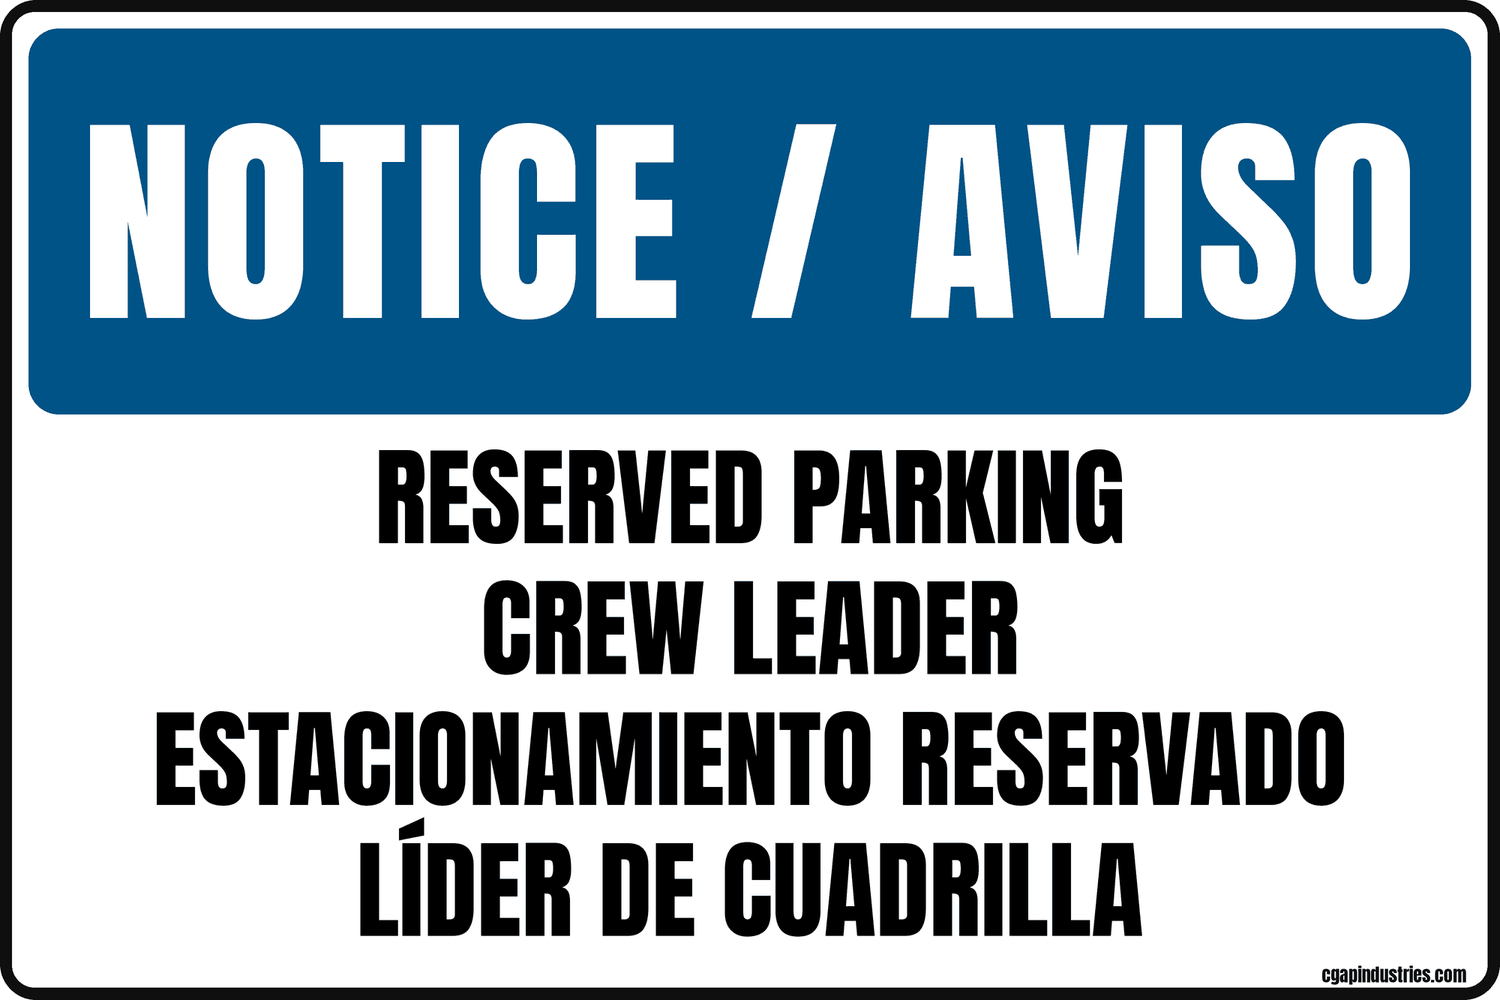 NOTICE / AVISO
RESERVED PARKING
CREW LEADER
ESTACIONAMIENTO RESERVADO
LÍDER DE CUADRILLA
cgapindustries.com